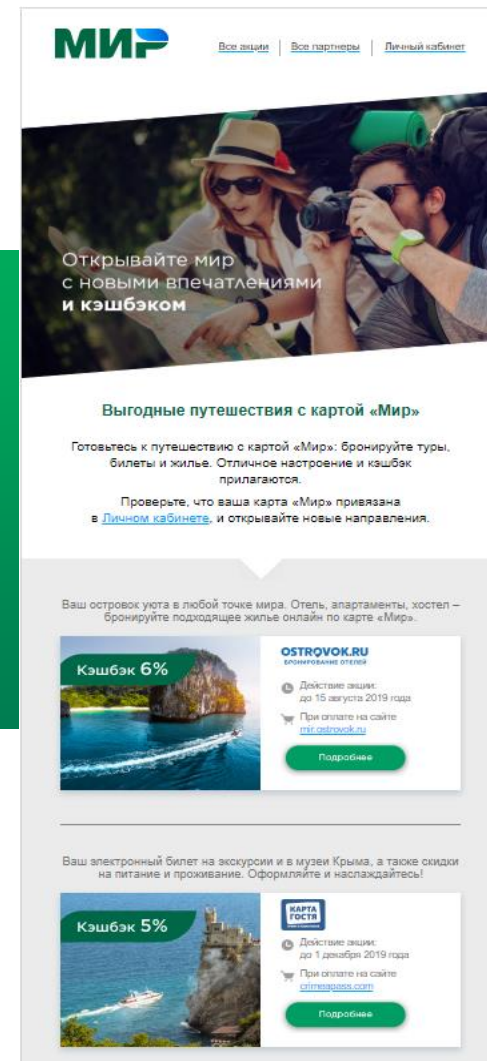 МИР
Все акции
Все партнеры
Личный кабинет
Открывайте мир
с новыми впечатлениями
и кэшбэком
Выгодные путешествия с картой «Мир»
Готовьтесь к путешествию с картой «Мир»: бронируйте туры,
билеты и жилье. Отличное настроение и кэшбэк
прилагаются.
Проверьте, что ваша карта «Мир» привязана
в Личном кабинете, и открывайте новые направления.
Ваш островок уюта в любой точке мира. Отель, апартаменты, хостел –
бронируйте подходящее жилье онлайн по карте «Мир».
Кэшбэк 6%
OSTROVOK.RU
БРОНИРОВАНИЕ ОТЕЛЕЙ
Действие акции:
до 15 августа 2019 года
При оплате на сайте
mir.ostrovok.ru
Подробнее
Ваш электронный билет на экскурсии и в музеи Крыма, а также скидки
на питание и проживание. Оформляйте и наслаждайтесь!
Кэшбэк 5%
КАРТА
ГОСТЯ
Действие акции:
до 1 декабря 2019 года
При оплате на сайте
crimeapass.com
Подробнее